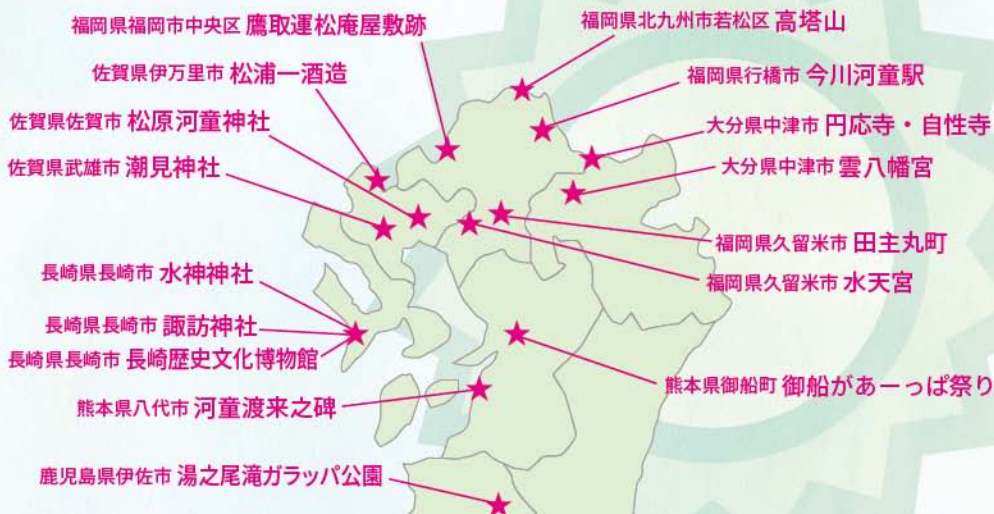 福岡県福岡市中央区 鷹取運松庵屋敷跡
佐賀県伊万里市 松浦一酒造
佐賀県佐賀市 松原河童神社
佐賀県武雄市 潮見神社
長崎県長崎市 水神神社
長崎県長崎市 諏訪神社
長崎県長崎市 長崎歴史文化博物館
熊本県八代市 河童渡来之碑
鹿児島県伊佐市 湯之尾滝ガラッパ公園
福岡県北九州市若松区 高塔山
福岡県行橋市 今川河童駅
大分県中津市 円応寺・自性寺
大分県中津市 雲八幡宮
福岡県久留米市 田主丸町
福岡県久留米市 水天宮
熊本県御船町 御船があーっぱ祭り